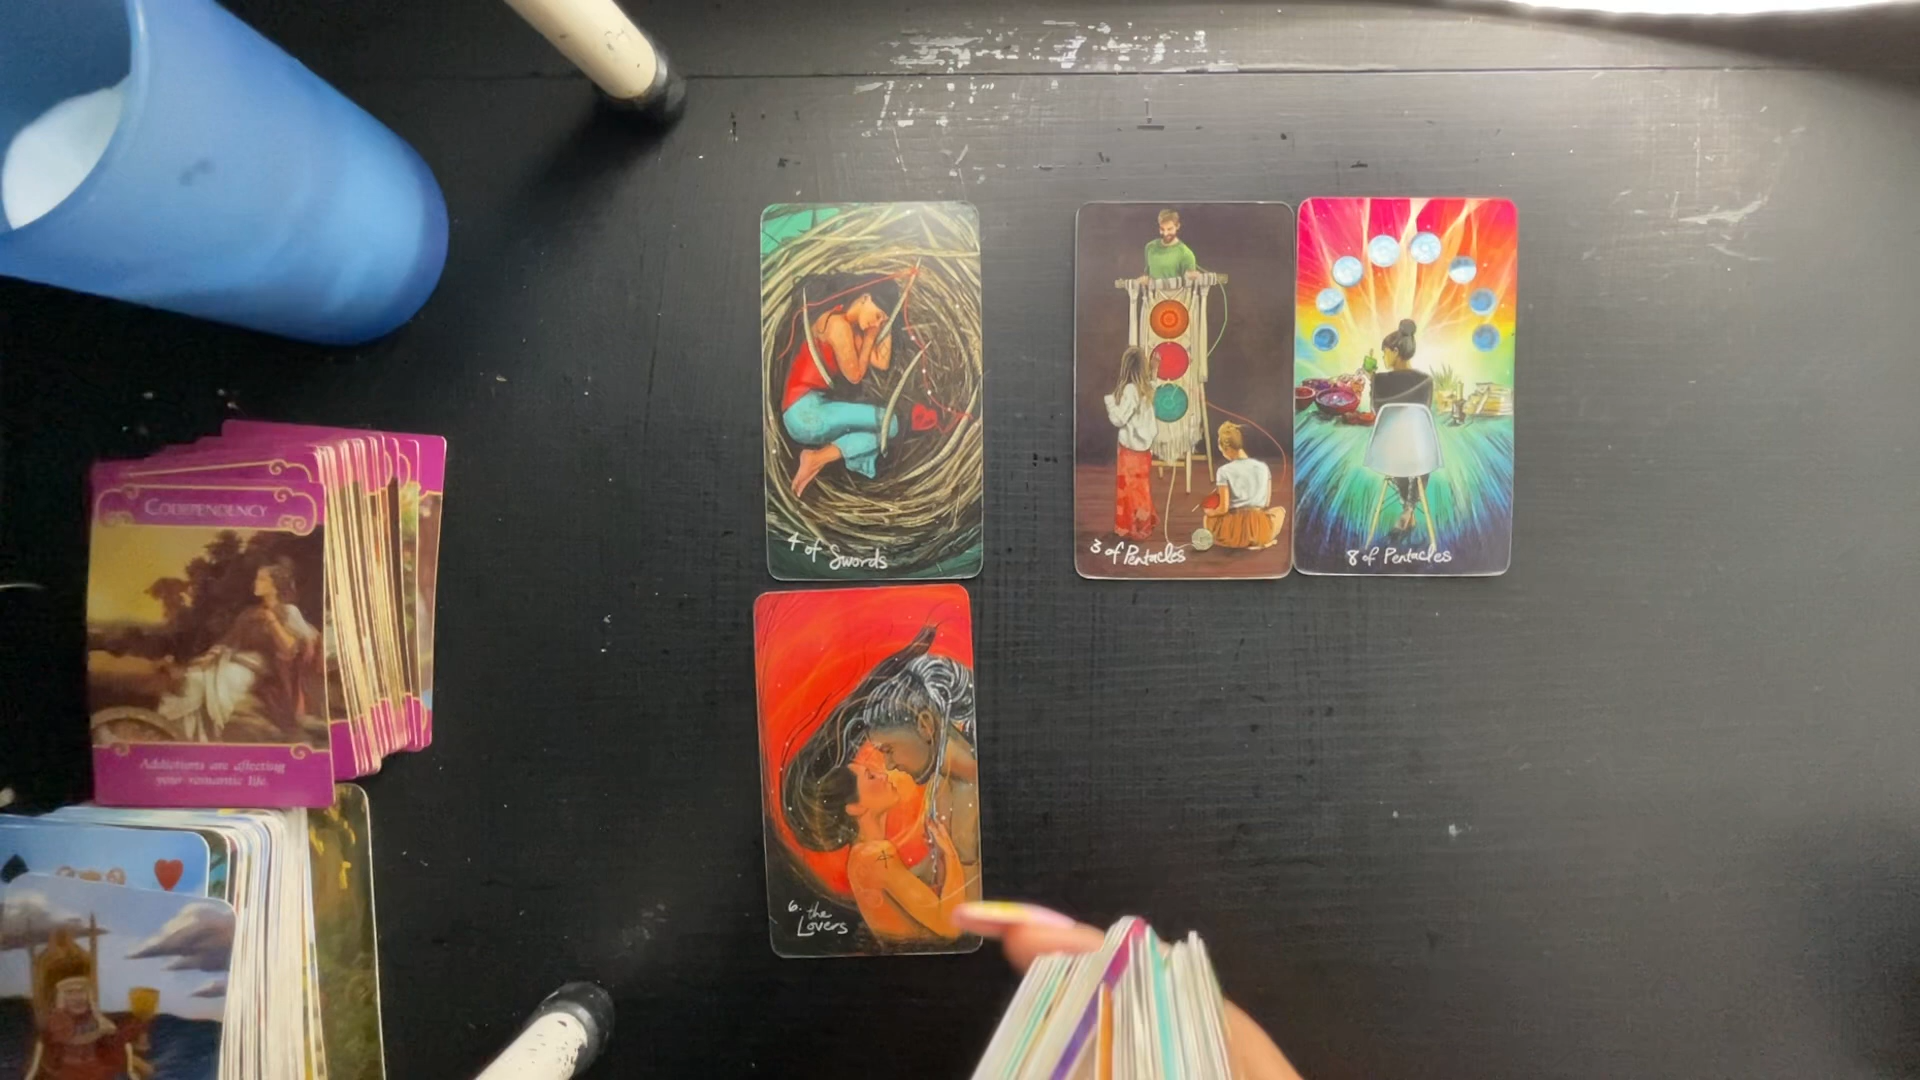 CODEPENDENCY
Addictions are affecting
your romantic life.
4 of Swords
3 of Pentacles
8 of Pentacles
6. the
Lovers